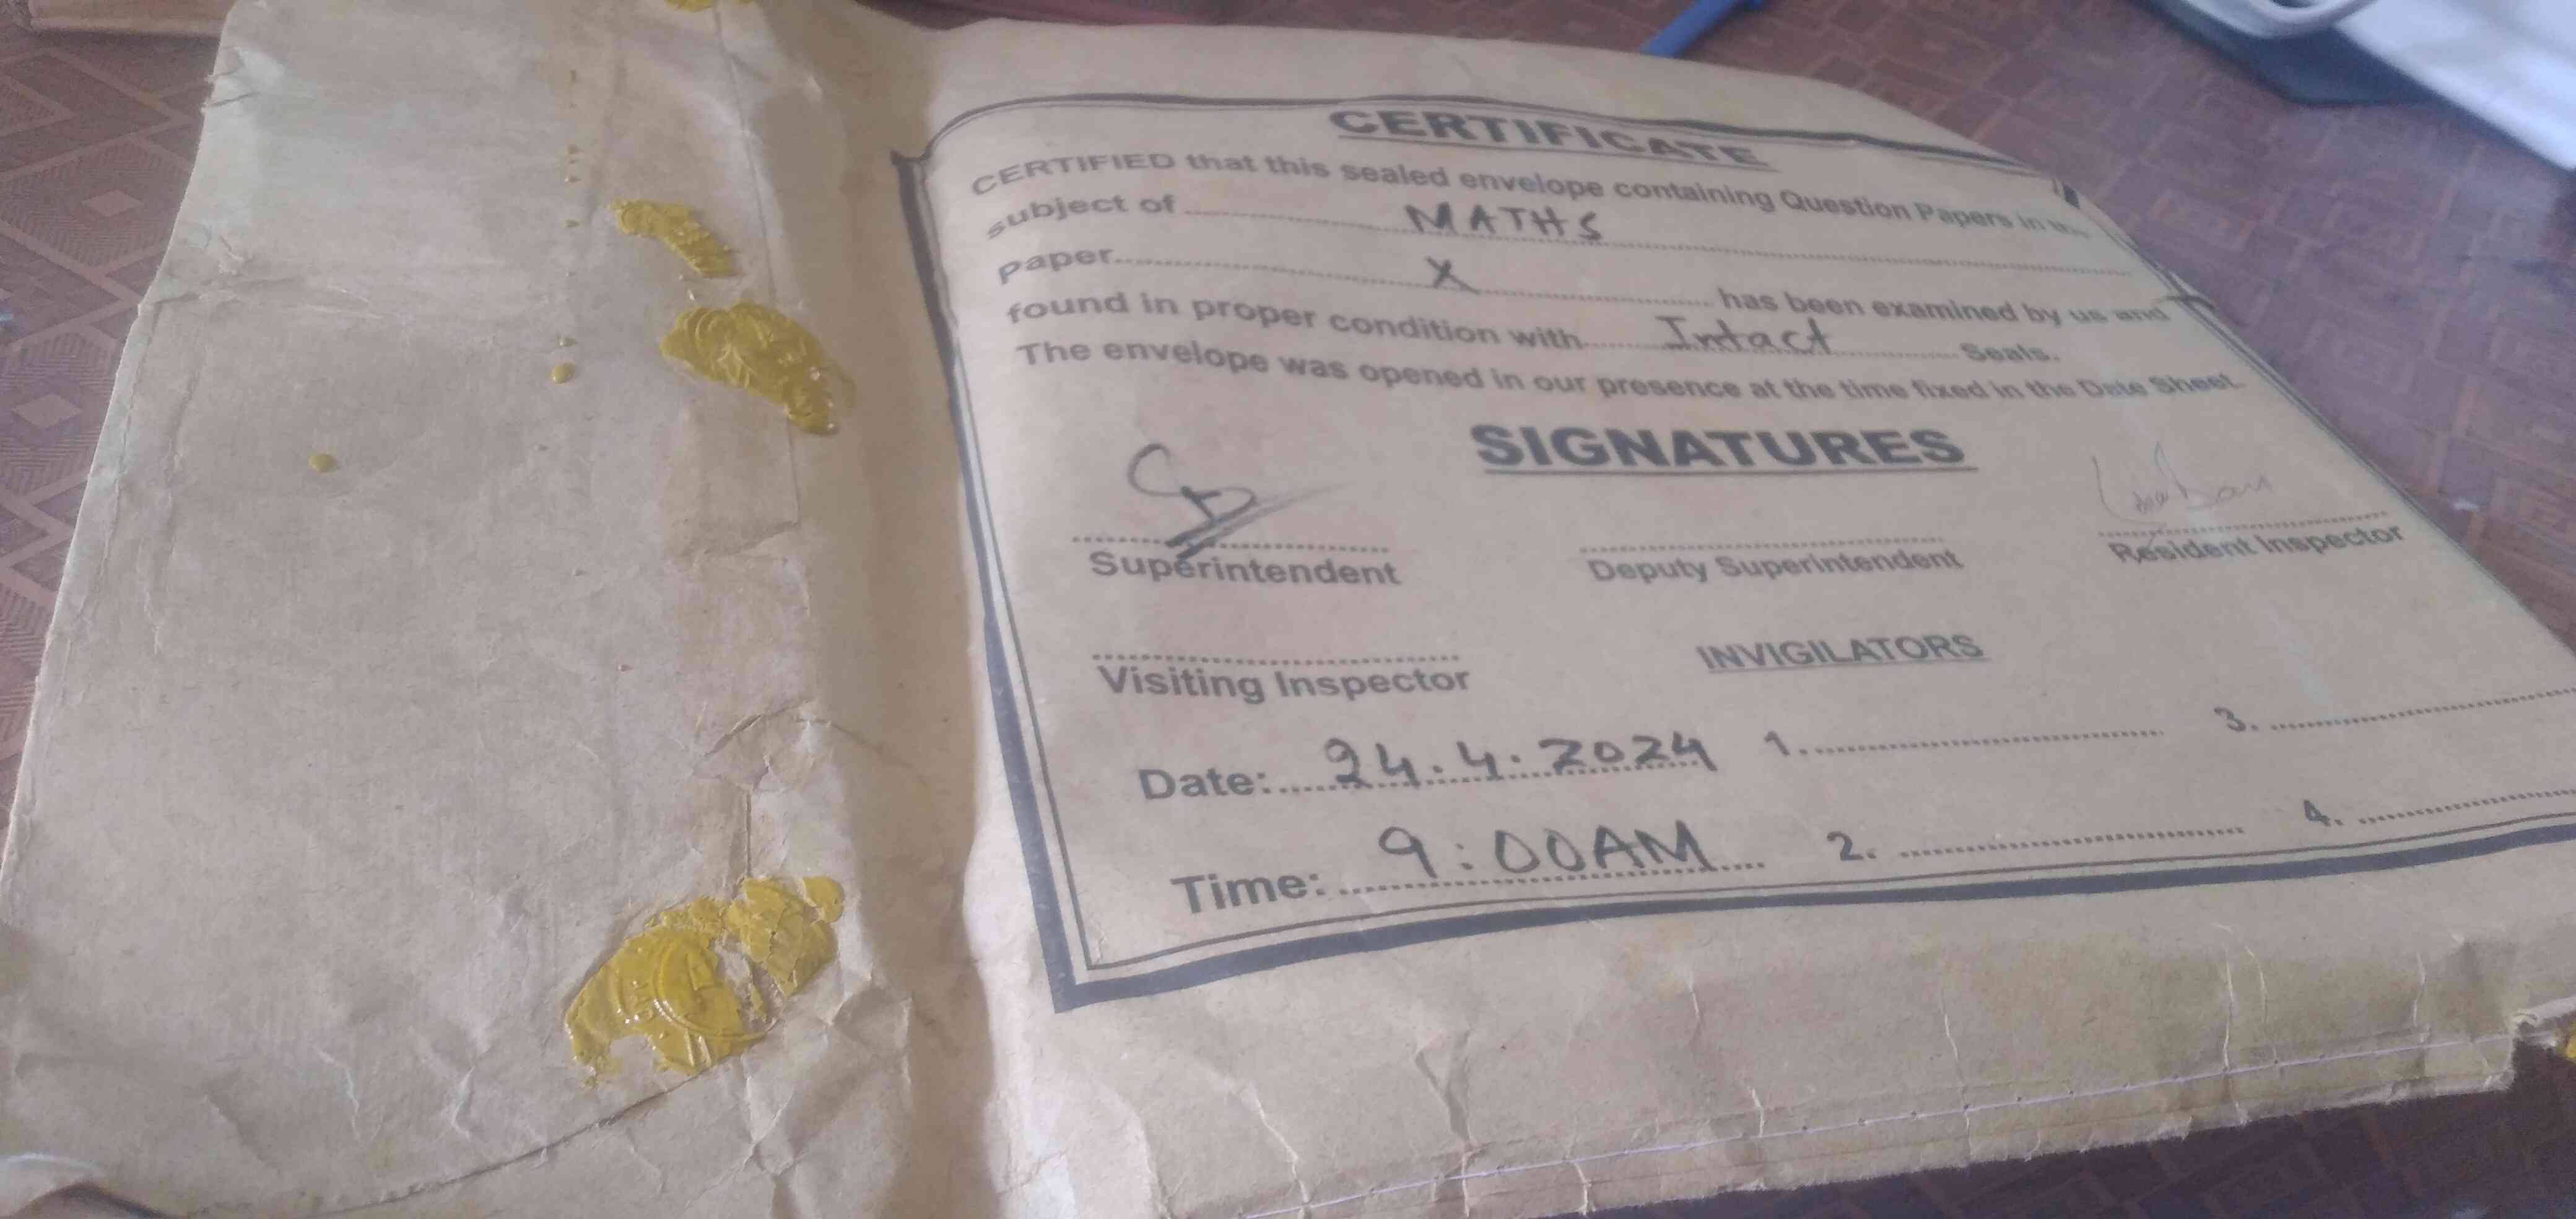 CERTIFICATE
CERTIFIED that this sealed envelope containing Question Papers in
subject of MATHS
paper X has been examined by us and
found in proper condition with Intact Seals.
The envelope was opened in our presence at the time fixed in the Date Sheet.
SIGNATURES
Superintendent Deputy Superintendent Resident Inspector
Visiting Inspector INVIGILATORS
Date: 24.4.2024 1. 3.
Time: 9:00AM 2. 4.